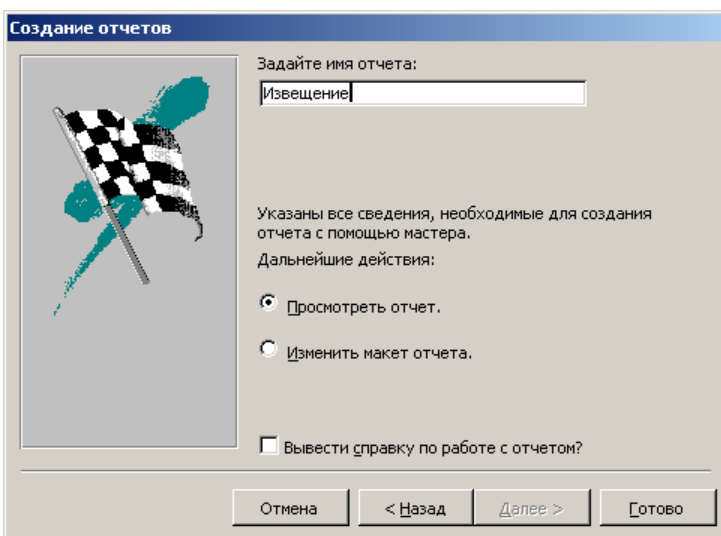 Создание отчетов
Задайте имя отчета:
Извещение
Указаны все сведения, необходимые для создания
отчета с помощью мастера.
Дальнейшие действия:
Просмотреть отчет.
Изменить макет отчета.
Вывести справку по работе с отчетом?
Отмена
< Назад
Далее >
Готово